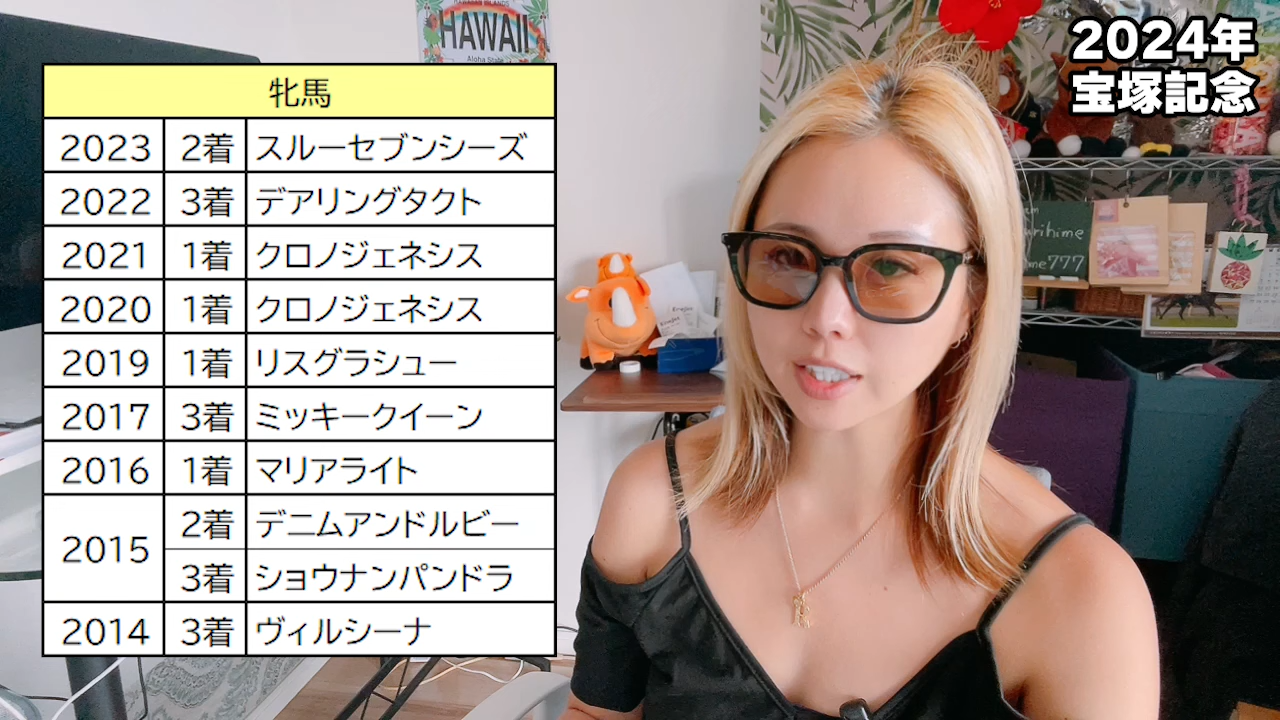 HAWAII
Aloha State
2024年
宝塚記念
牝馬
2023 2着 スルーセブンシーズ
2022 3着 デアリングタクト
2021 1着 クロノジェネシス
2020 1着 クロノジェネシス
2019 1着 リスグラシュー
2017 3着 ミッキークイーン
2016 1着 マリアライト
2015 2着 デニムアンドルビー
3着 ショウナンパンドラ
2014 3着 ヴィルシーナ
urihime
me777